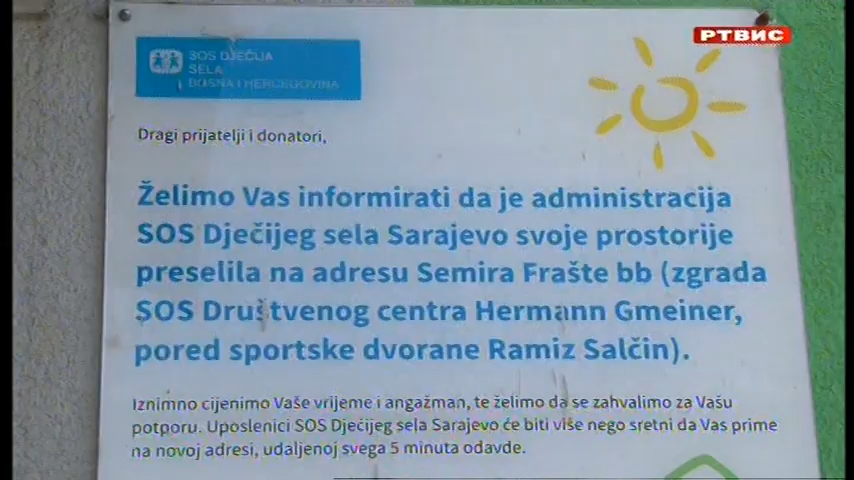 РТВИС
SOS DJEČIJA
SELA
BOSNA I HERCEGOVINA
Dragi prijatelji i donatori,
Želimo Vas informirati da je administracija
SOS Dječijeg sela Sarajevo svoje prostorije
preselila na adresu Semira Frašte bb (zgrada
SOS Društvenog centra Hermann Gmeiner,
pored sportske dvorane Ramiz Salčin).
Iznimno cijenimo Vaše vrijeme i angažman, te želimo da se zahvalimo za Vašu
potporu. Uposlenici SOS Dječijeg sela Sarajevo će biti više nego sretni da Vas prime
na novoj adresi, udaljenoj svega 5 minuta odavde.